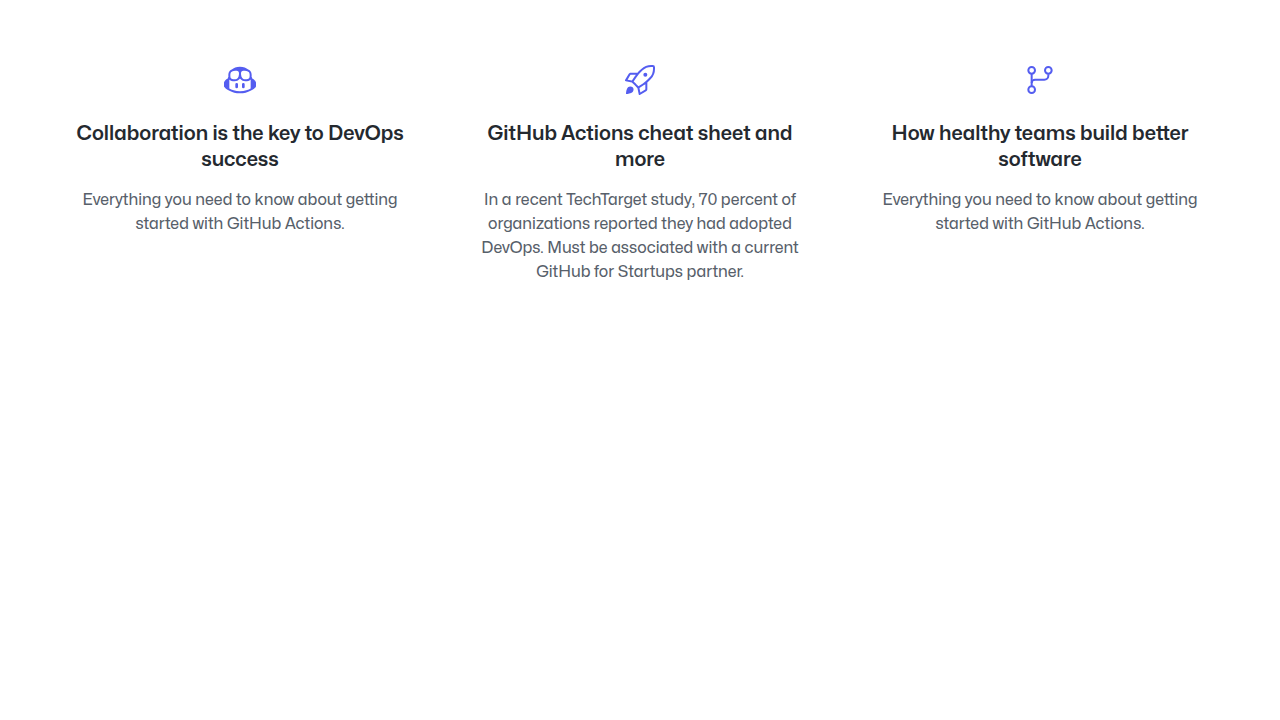 Collaboration is the key to DevOps
success
Everything you need to know about getting
started with GitHub Actions.
GitHub Actions cheat sheet and
more
In a recent TechTarget study, 70 percent of
organizations reported they had adopted
DevOps. Must be associated with a current
GitHub for Startups partner.
How healthy teams build better
software
Everything you need to know about getting
started with GitHub Actions.